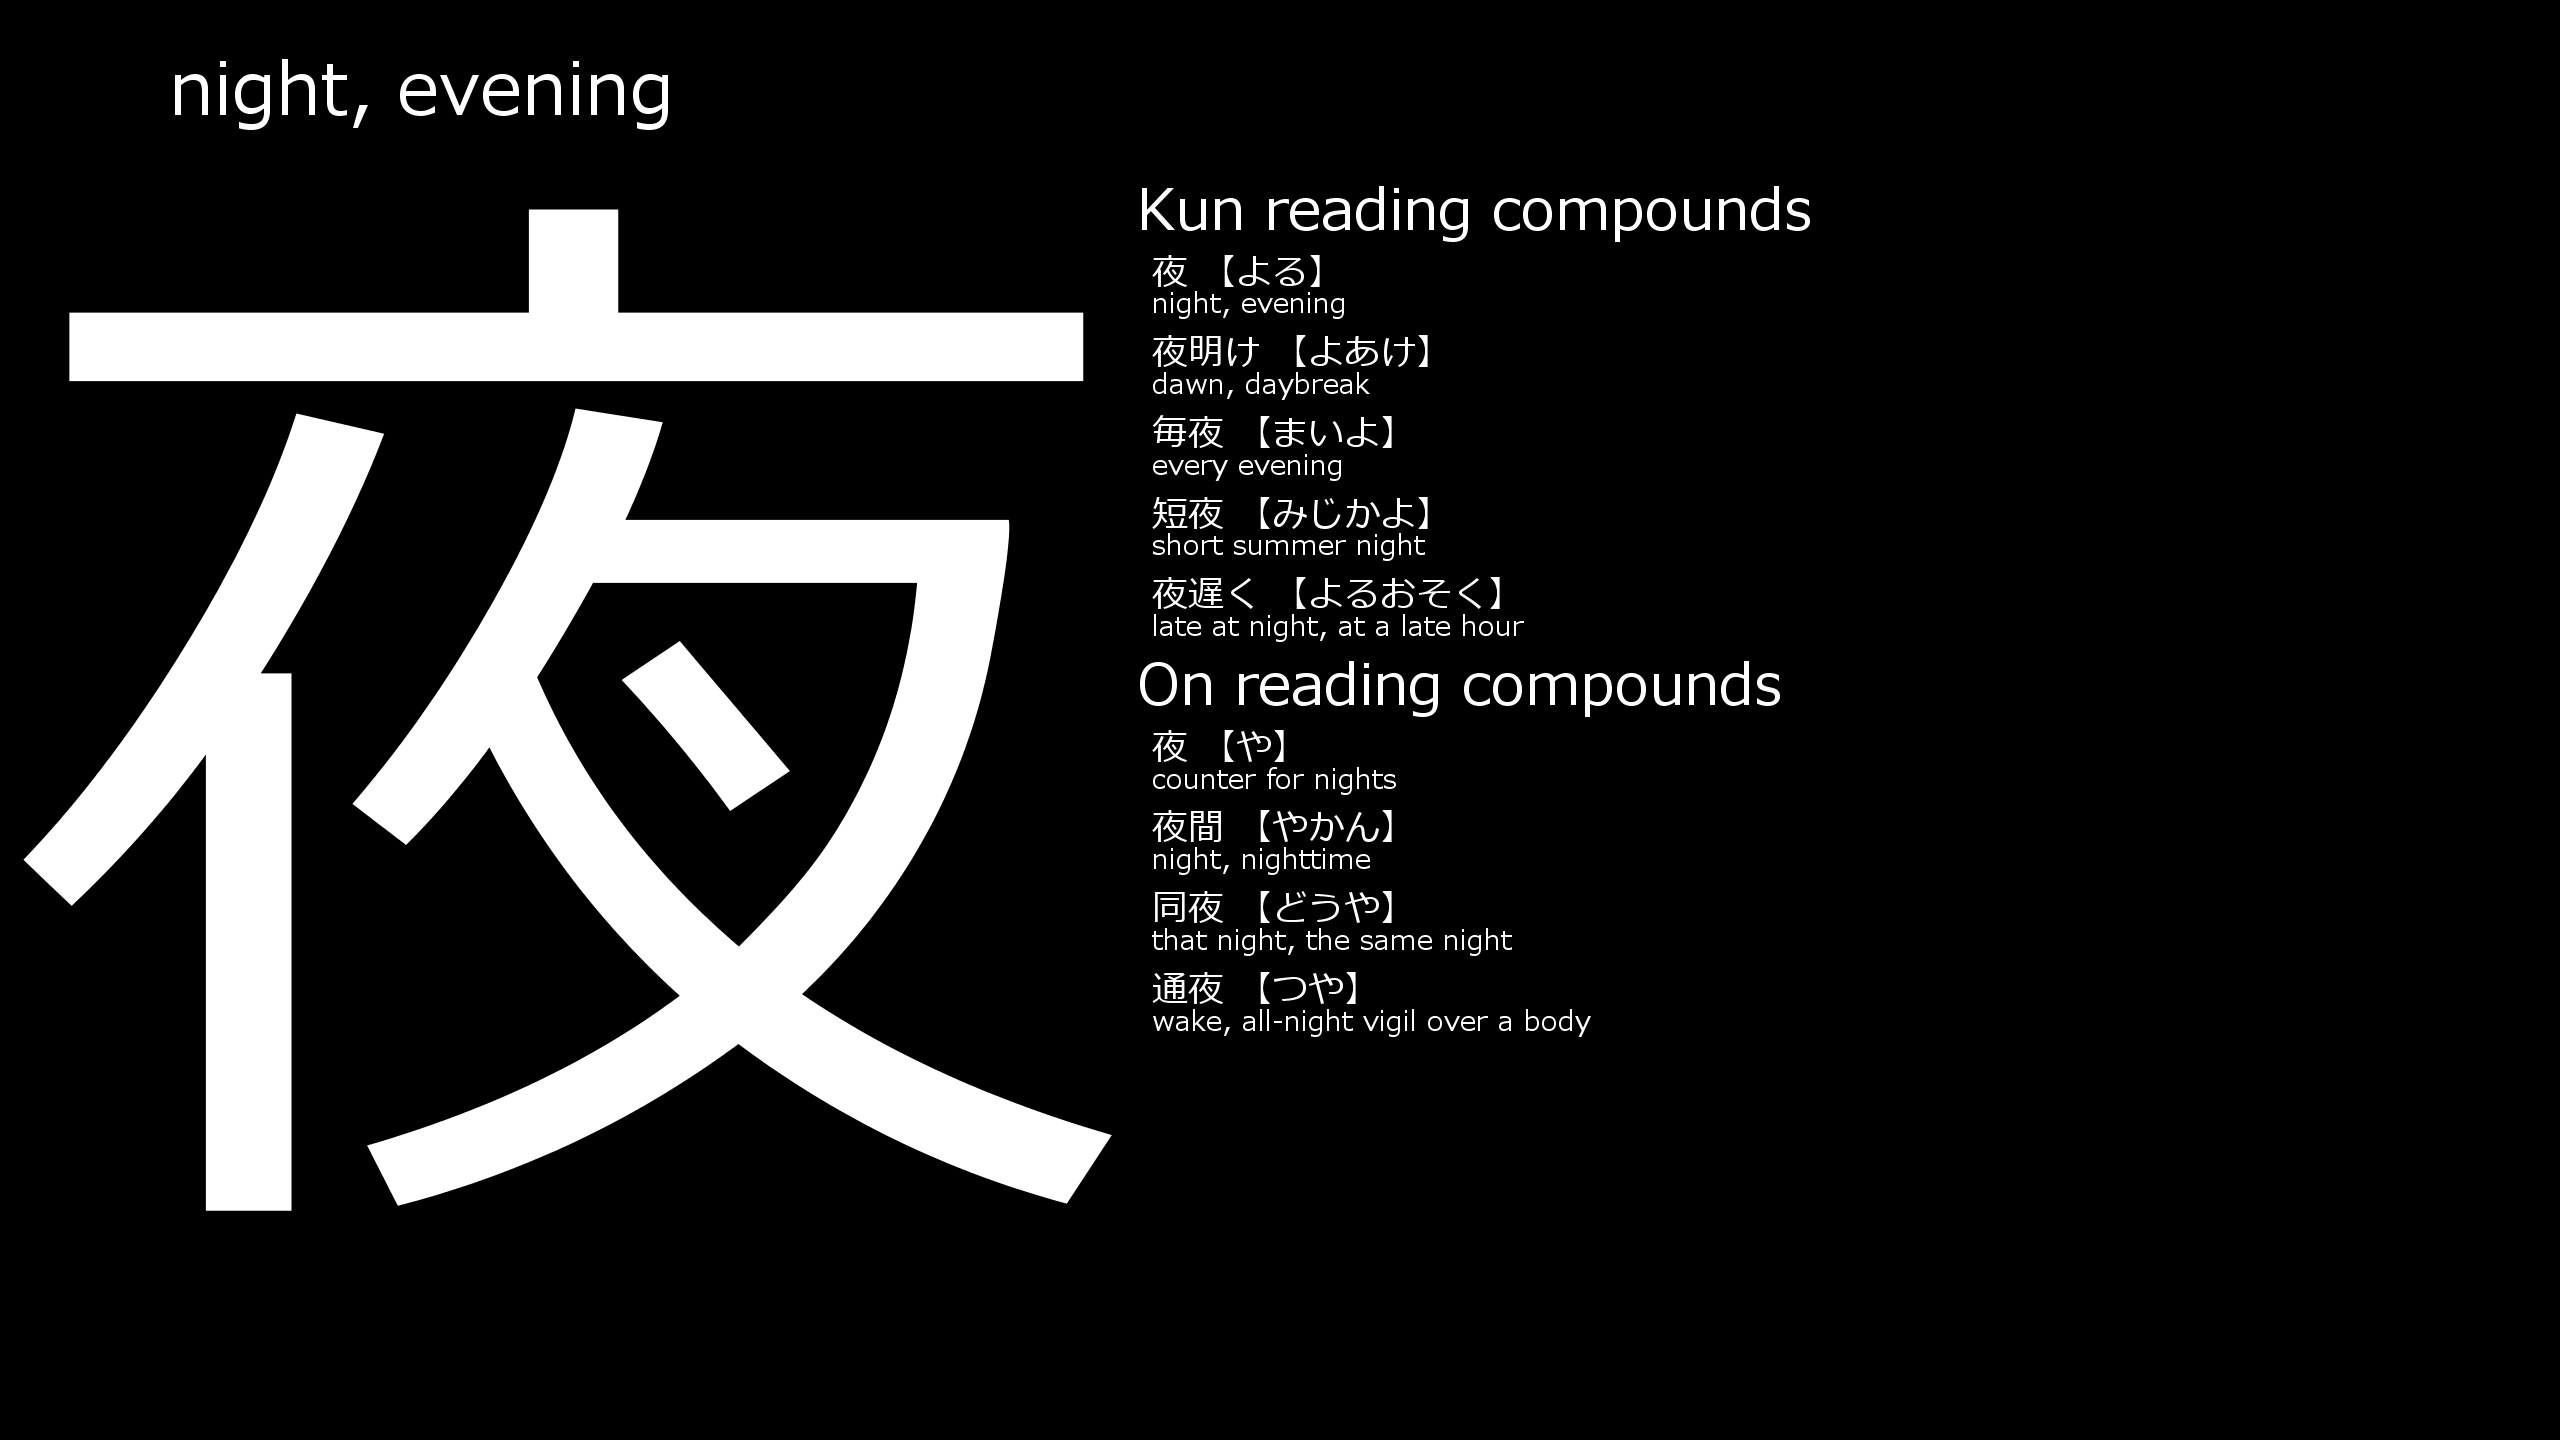 night, evening
夜
Kun reading compounds
夜 【よる】
night, evening
夜明け 【よあけ】
dawn, daybreak
毎夜 【まいよ】
every evening
短夜 【みじかよ】
short summer night
夜遅く 【よるおそく】
late at night, at a late hour
On reading compounds
夜 【や】
counter for nights
夜間 【やかん】
night, nighttime
同夜 【どうや】
that night, the same night
通夜 【つや】
wake, all-night vigil over a body